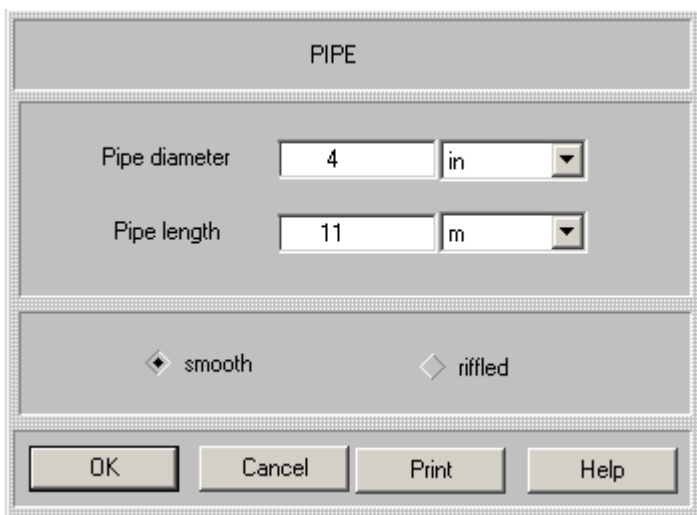 PIPE
Pipe diameter 4 in
Pipe length 11 m
smooth riffled
OK Cancel Print Help